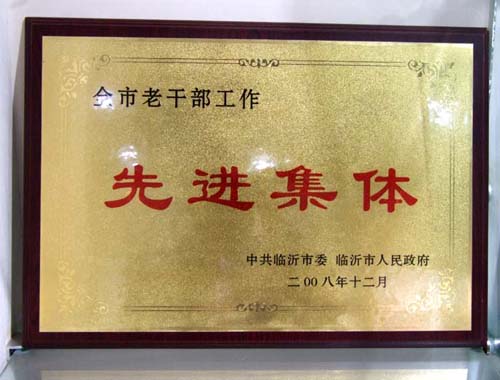 全市老干部工作
先进集体
中共临沂市委 临沂市人民政府
二00八年十二月